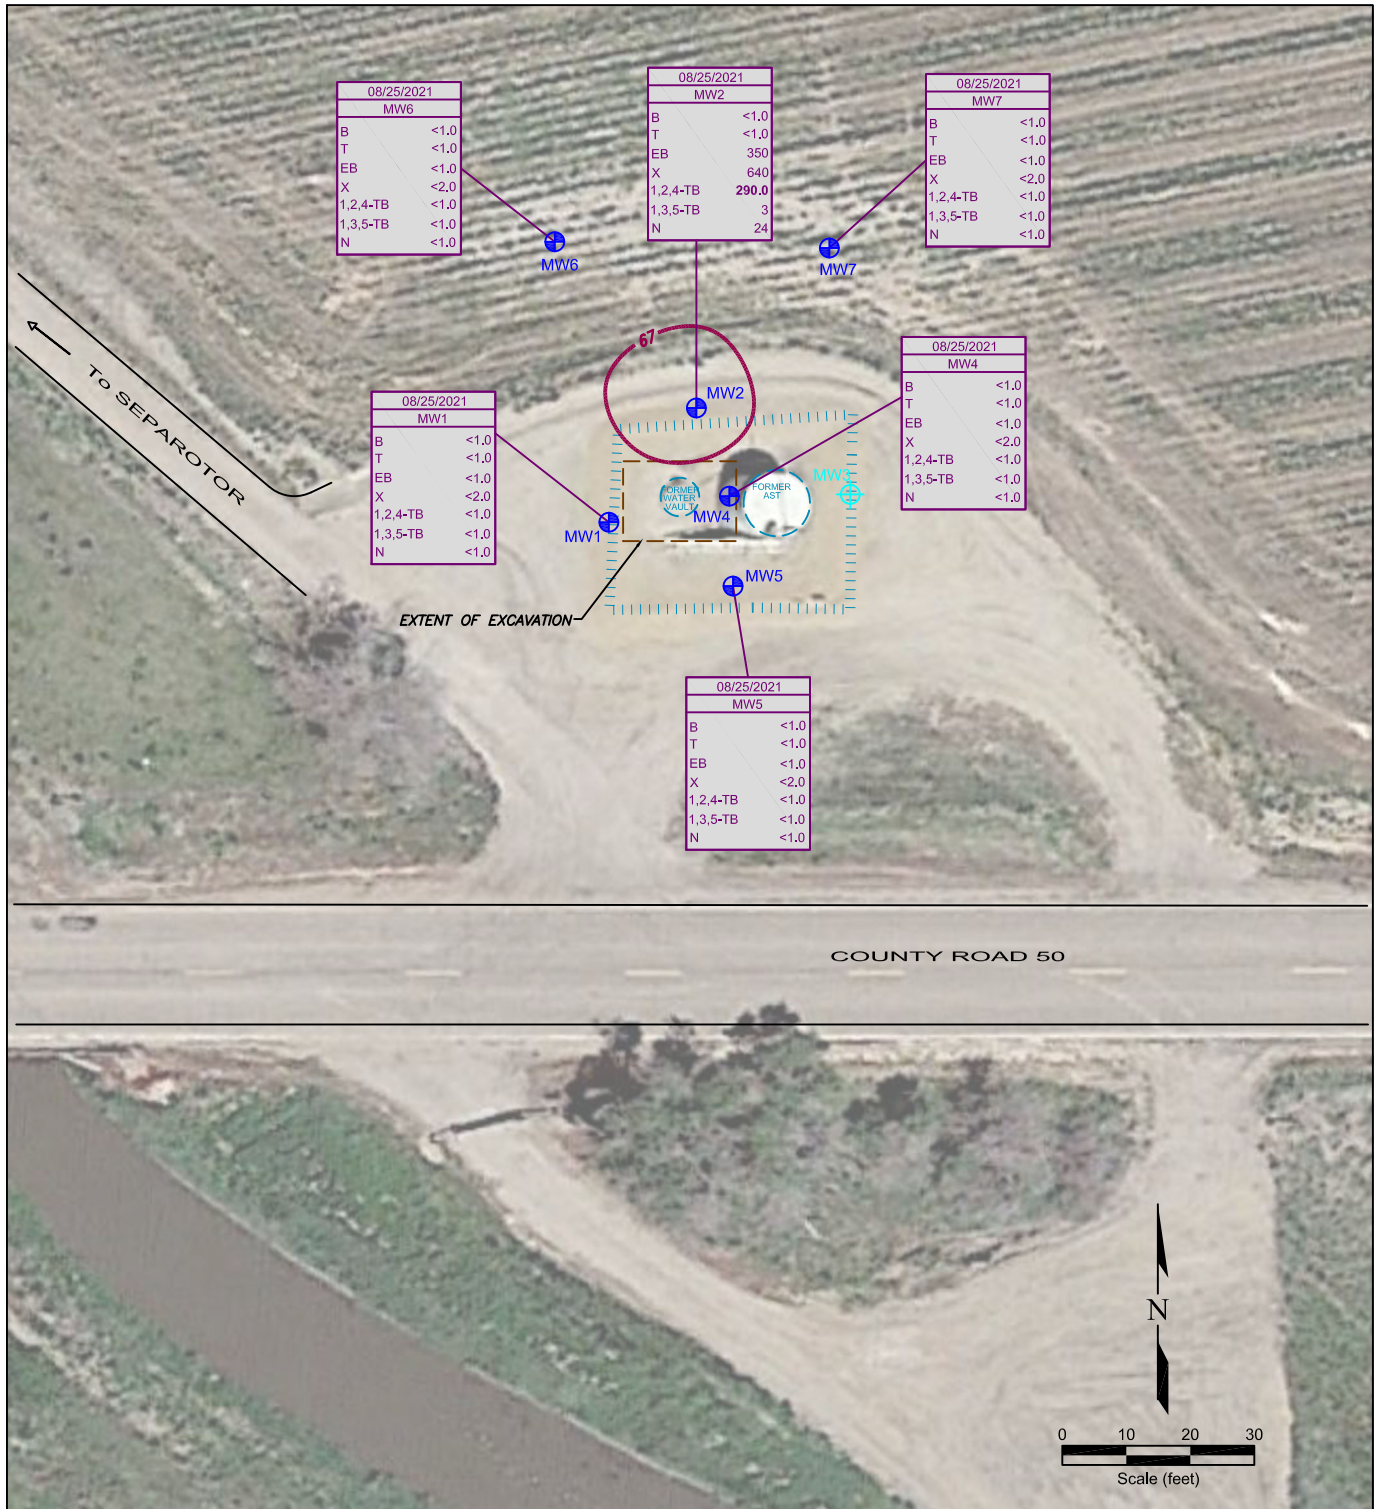 08/25/2021
MW6
B <1.0
T <1.0
EB <1.0
X <2.0
1,2,4-TB <1.0
1,3,5-TB <1.0
N <1.0
08/25/2021
MW2
B <1.0
T <1.0
EB 350
X 640
1,2,4-TB 290.0
1,3,5-TB 3
N 24
08/25/2021
MW7
B <1.0
T <1.0
EB <1.0
X <2.0
1,2,4-TB <1.0
1,3,5-TB <1.0
N <1.0
MW6
MW7
67
To SEPAROTOR
08/25/2021
MW1
B <1.0
T <1.0
EB <1.0
X <2.0
1,2,4-TB <1.0
1,3,5-TB <1.0
N <1.0
MW2
08/25/2021
MW4
B <1.0
T <1.0
EB <1.0
X <2.0
1,2,4-TB <1.0
1,3,5-TB <1.0
N <1.0
FORMER
WATER
VAULT
FORMER
AST
MW3
MW4
MW1
MW5
EXTENT OF EXCAVATION
08/25/2021
MW5
B <1.0
T <1.0
EB <1.0
X <2.0
1,2,4-TB <1.0
1,3,5-TB <1.0
N <1.0
COUNTY ROAD 50
N
0 10 20 30
Scale (feet)